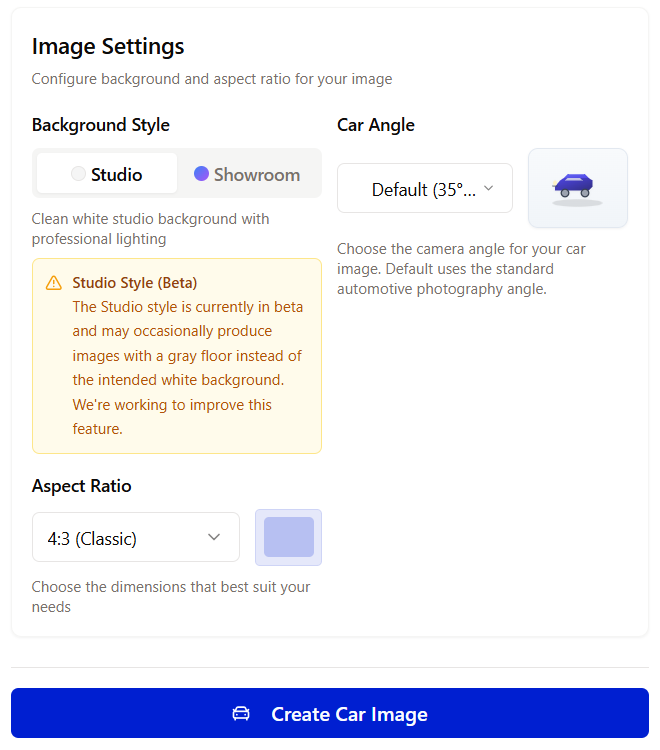 Image Settings
Configure background and aspect ratio for your image
Background Style
Studio
Showroom
Clean white studio background with
professional lighting
Studio Style (Beta)
The Studio style is currently in beta
and may occasionally produce
images with a gray floor instead of
the intended white background.
We're working to improve this
feature.
Car Angle
Default (35°...
Choose the camera angle for your car
image. Default uses the standard
automotive photography angle.
Aspect Ratio
4:3 (Classic)
Choose the dimensions that best suit your
needs
Create Car Image